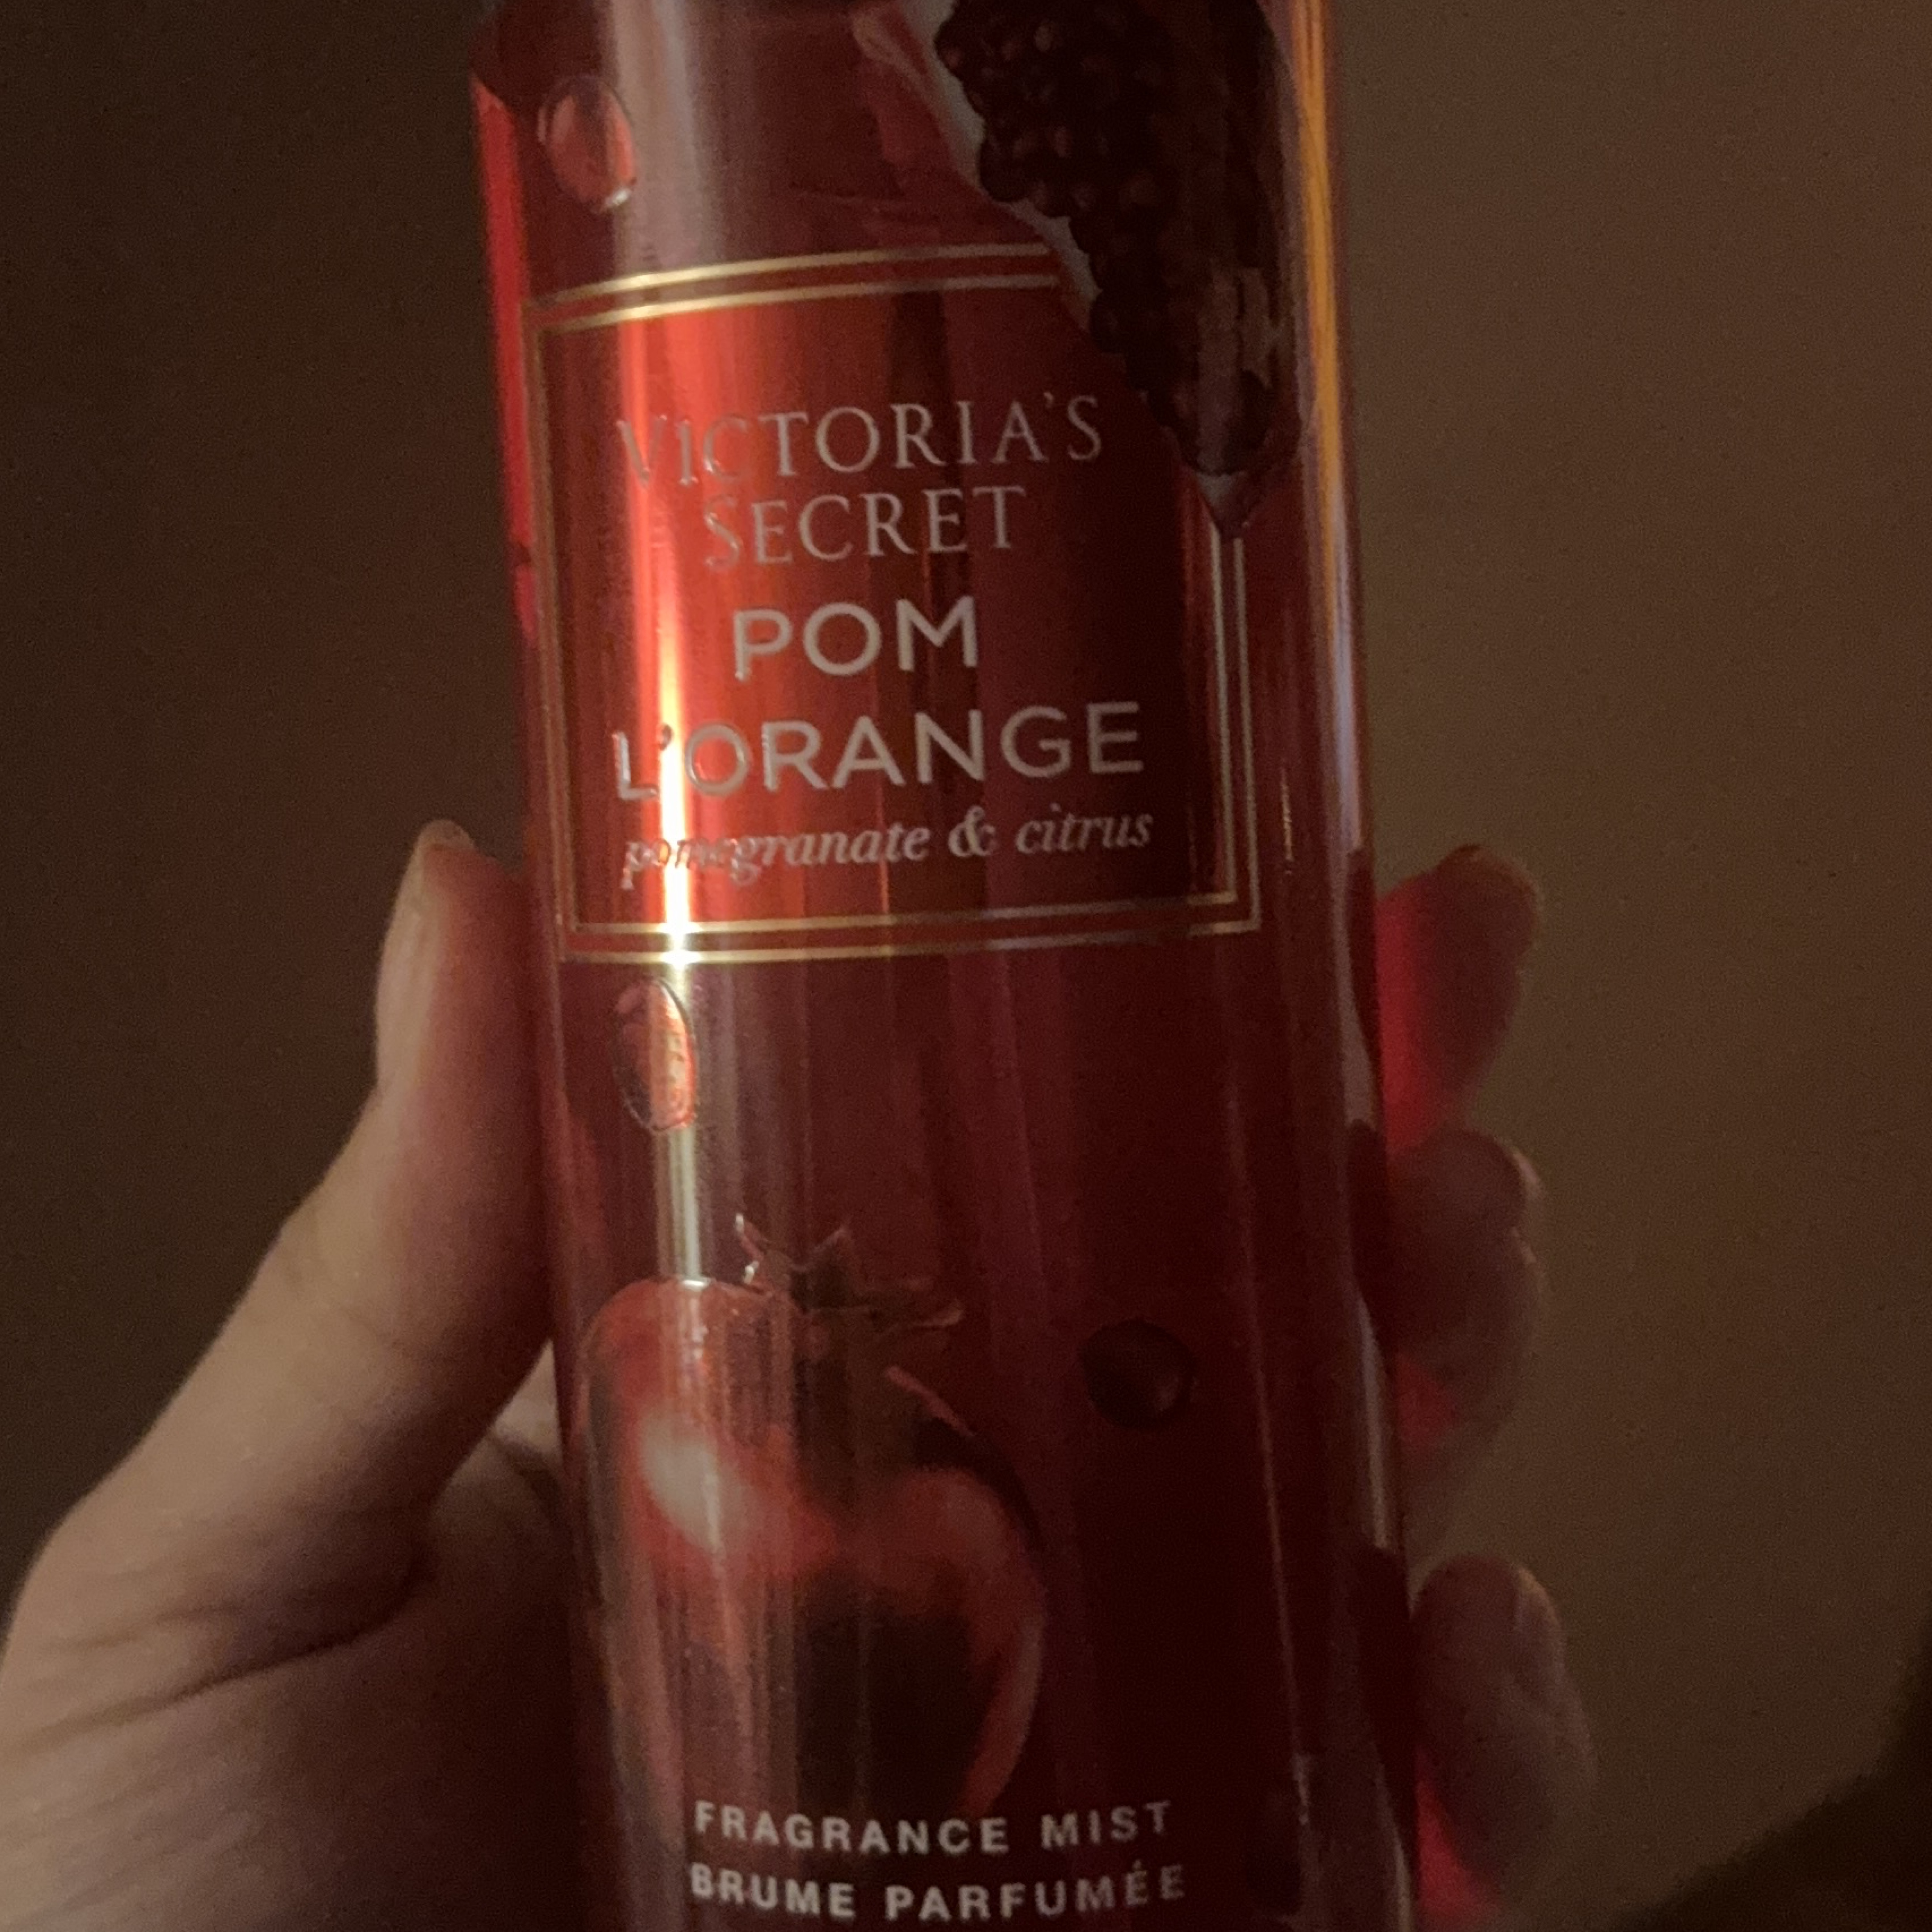 VICTORIA'S
SECRET
POM
L'ORANGE
pomegranate & citrus
FRAGRANCE MIST
BRUME PARFUMÉE